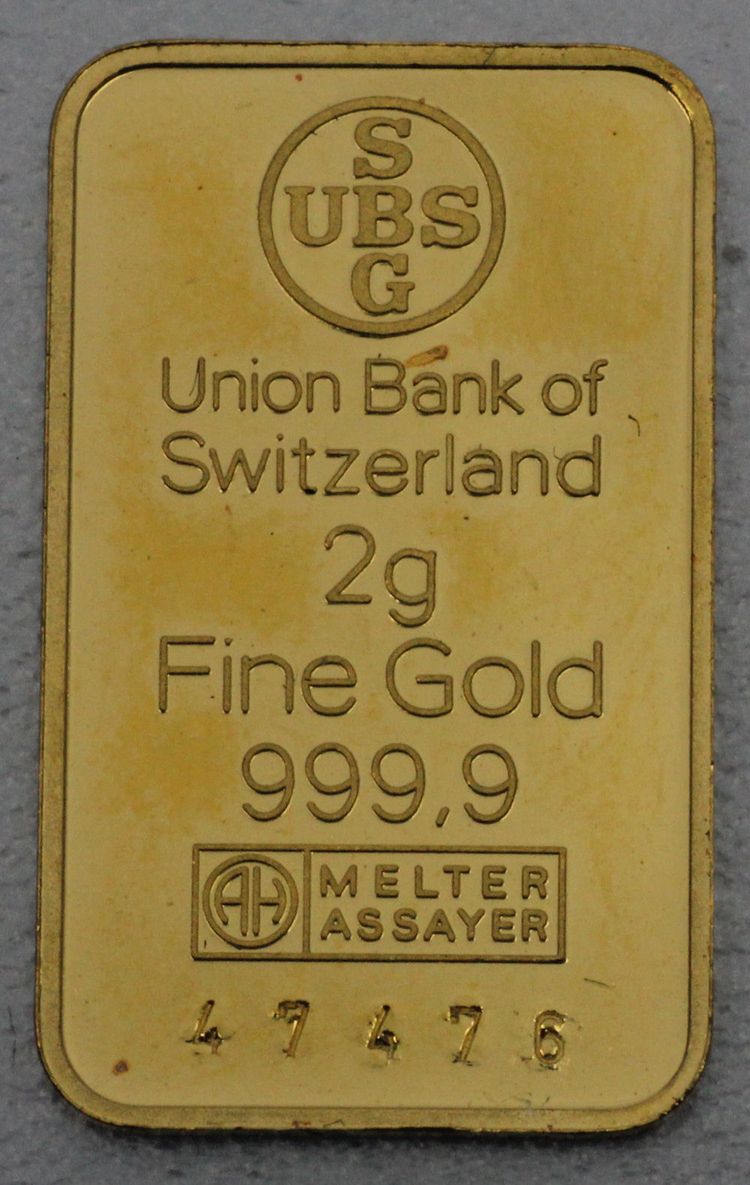 S
UBS
G
Union Bank of
Switzerland
2g
Fine Gold
999,9
AH MELTER
ASSAYER
47476